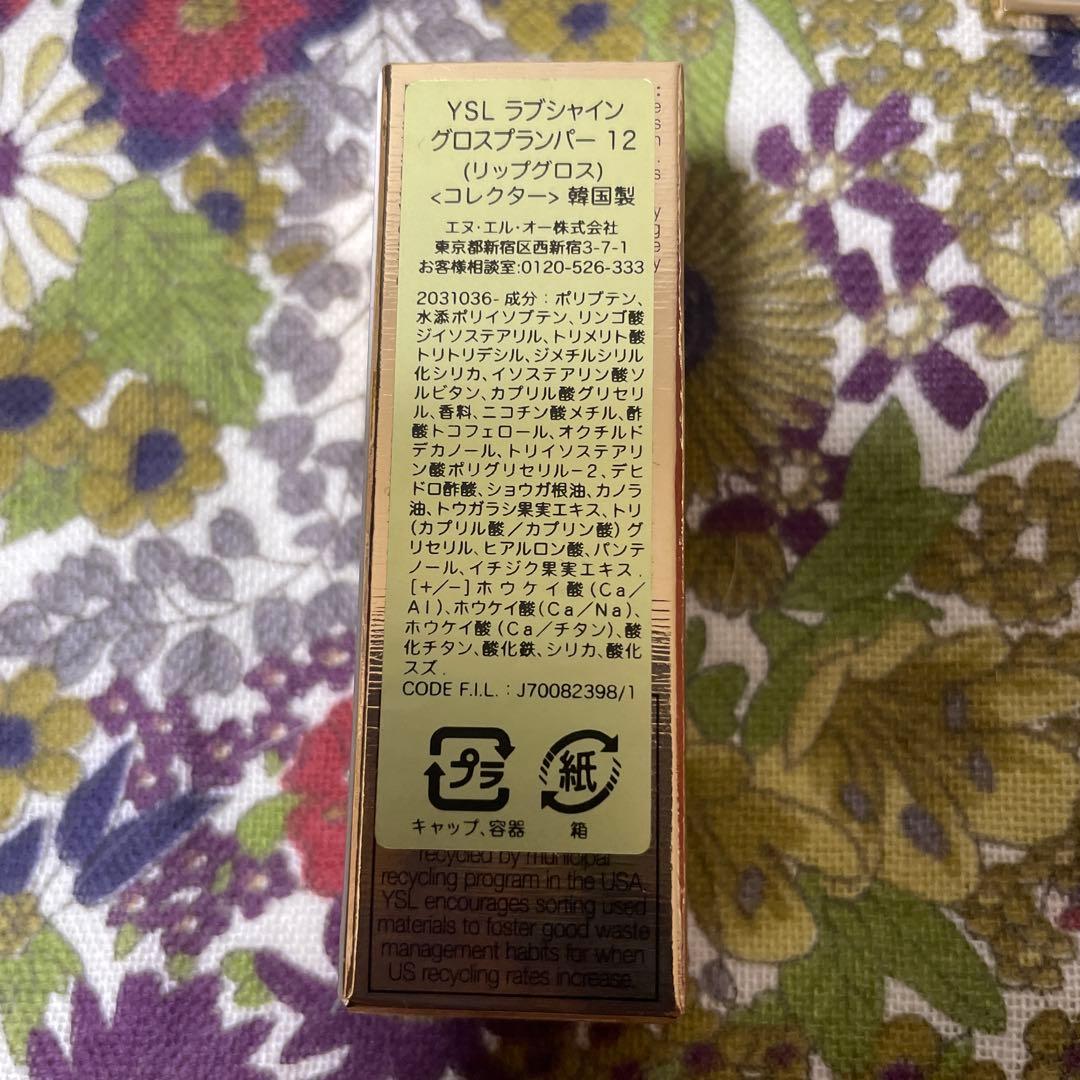 YSL ラブシャイン
グロスプランパー 12
(リップグロス)
<コレクター> 韓国製
エヌ・エル・オー株式会社
東京都新宿区西新宿3-7-1
お客様相談室:0120-526-333
2031036- 成分：ポリブテン、
水添ポリイソブテン、リンゴ酸
ジイソステアリル、トリメリト酸
トリトリデシル、ジメチルシリル
化シリカ、イソステアリン酸ソ
ルビタン、カプリル酸グリセリ
ル、香料、ニコチン酸メチル、酢
酸トコフェロール、オクチルド
デカノール、トリイソステアリ
ン酸ポリグリセリル－2、デヒ
ドロ酢酸、ショウガ根油、カノラ
油、トウガラシ果実エキス、トリ
(カプリル酸／カプリン酸)グ
リセリル、ヒアルロン酸、パンテ
ノール、イチジク果実エキス.
[+/−]ホウケイ酸(Ca／
Al)、ホウケイ酸(Ca／Na)、
ホウケイ酸(Ca／チタン)、酸
化チタン、酸化鉄、シリカ、酸化
スズ.
CODE F.I.L. : J70082398/1
プラ 紙
キャップ、容器 箱
recycled by municipal
recycling program in the USA.
YSL encourages sorting used
materials to foster good waste
management habits for when
US recycling rates increase.